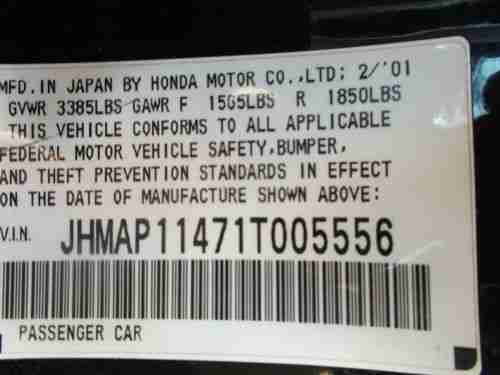 MFD.IN JAPAN BY HONDA MOTOR CO.,LTD; 2/'01
GVWR 3385LBS GAWR F 1565LBS R 1850LBS
THIS VEHICLE CONFORMS TO ALL APPLICABLE
FEDERAL MOTOR VEHICLE SAFETY,BUMPER,
AND THEFT PREVENTION STANDARDS IN EFFECT
ON THE DATE OF MANUFACTURE SHOWN ABOVE:
V.I.N. JHMAP11471T005556
PASSENGER CAR